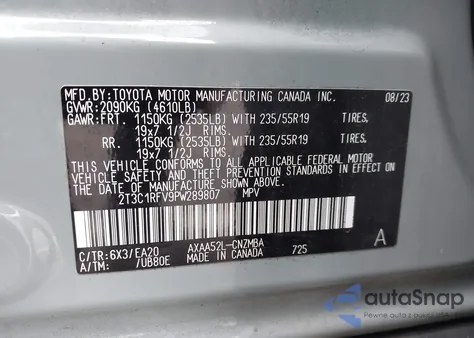 MFD.BY:TOYOTA MOTOR MANUFACTURING CANADA INC. 08/23
GVWR:2090KG (4610LB)
GAWR:FRT. 1150KG (2535LB) WITH 235/55R19 TIRES.
19x7 1/2J RIMS.
RR. 1150KG (2535LB) WITH 235/55R19 TIRES.
19x7 1/2J RIMS.
THIS VEHICLE CONFORMS TO ALL APPLICABLE FEDERAL MOTOR
VEHICLE SAFETY STANDARDS IN EFFECT ON THE DATE OF
MANUFACTURE SHOWN ABOVE.
2T3C1RFV9PW289807 MPV
C/TR:6X3/EA20 AXAA52L-CNZMBA A
A/TM: /UB80E MADE IN CANADA 725
autoSnap
Pewne auta z USA